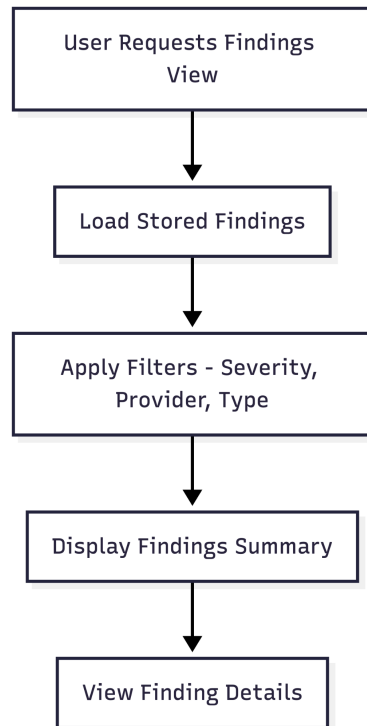 User Requests Findings
View
Load Stored Findings
Apply Filters - Severity,
Provider, Type
Display Findings Summary
View Finding Details